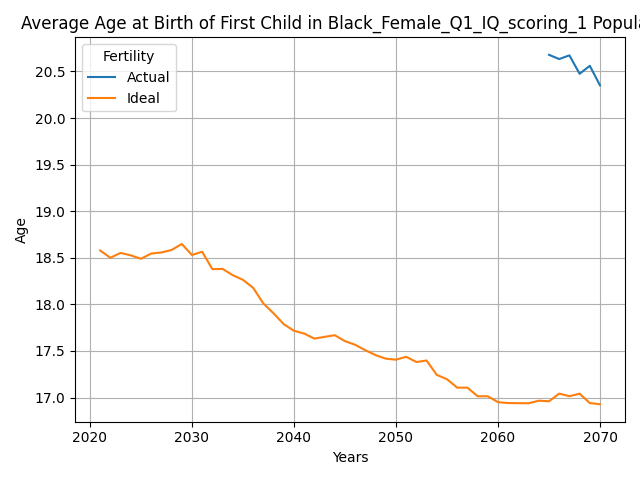 Average Age at Birth of First Child in Black_Female_Q1_IQ_scoring_1 Popula
Fertility
Actual
Ideal
20.5
20.0
19.5
19.0
18.5
18.0
17.5
17.0
Age
2020 2030 2040 2050 2060 2070
Years